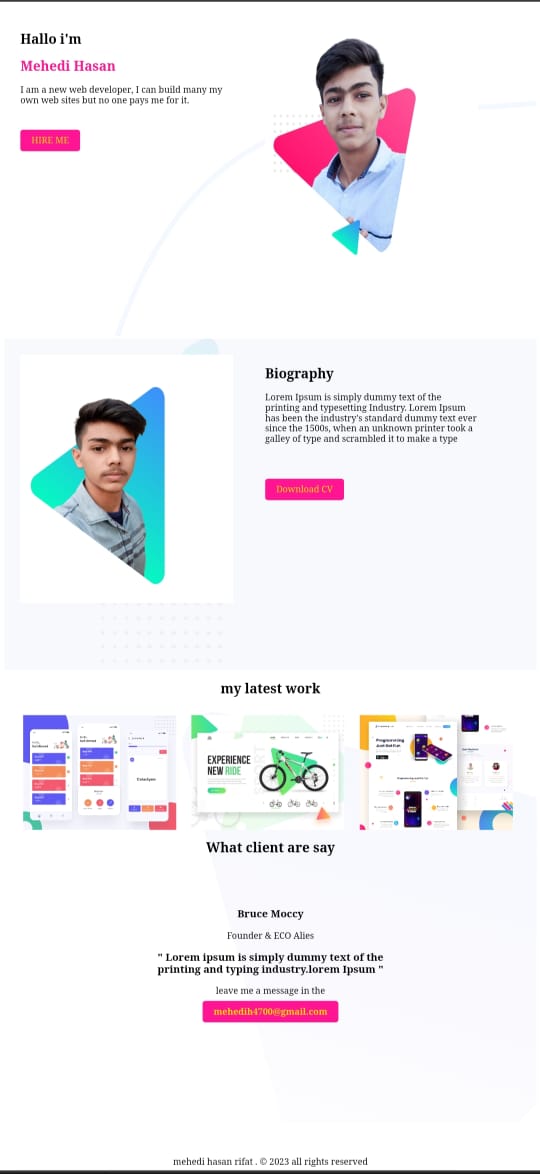 Hallo i'm
Mehedi Hasan
I am a new web developer, I can build many my
own web sites but no one pays me for it.
HIRE ME
Biography
Lorem Ipsum is simply dummy text of the
printing and typesetting Industry. Lorem Ipsum
has been the industry's standard dummy text ever
since the 1500s, when an unknown printer took a
galley of type and scrambled it to make a type
Download CV
my latest work
EXPERIENCE
NEW RIDE
Programming
What client are say
Bruce Moccy
Founder & ECO Alies
" Lorem ipsum is simply dummy text of the
printing and typing industry.lorem Ipsum "
leave me a message in the
mehedih4700@gmail.com
mehedi hasan rifat . © 2023 all rights reserved